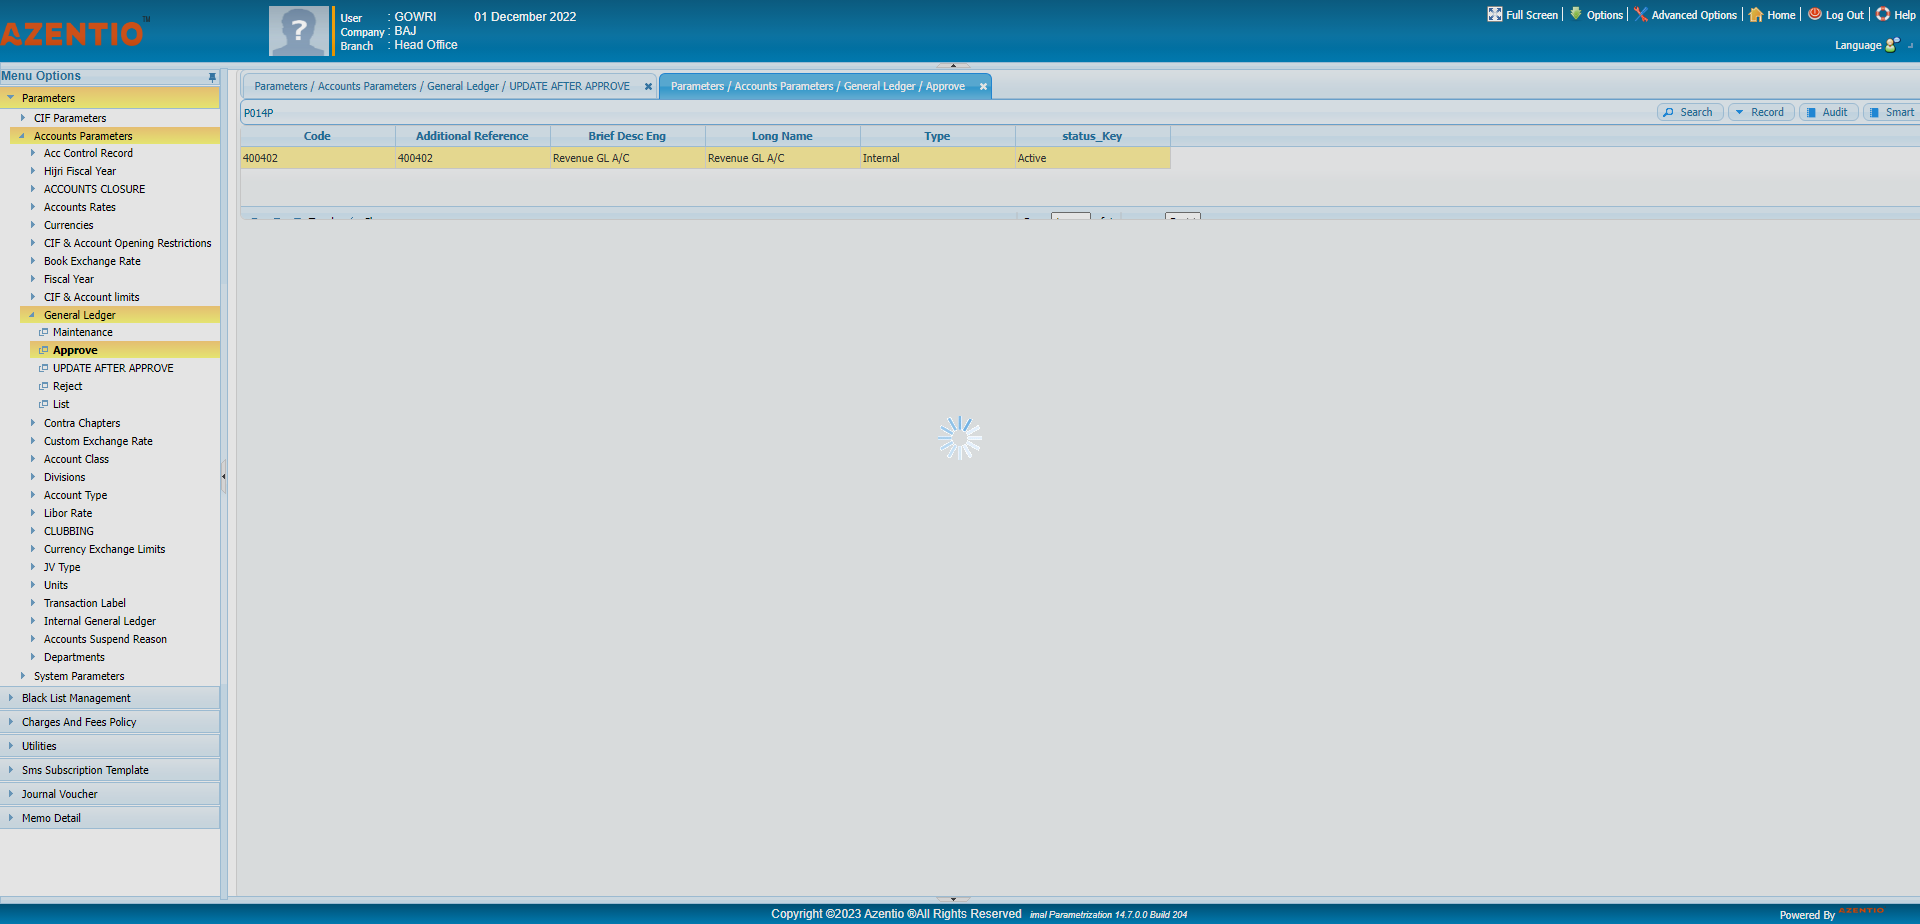 AZENTIO™
User : GOWRI 01 December 2022
Company : BAJ
Branch : Head Office
Full Screen Options Advanced Options Home Log Out Help
Language
Menu Options
Parameters
CIF Parameters
Accounts Parameters
Acc Control Record
Hijri Fiscal Year
ACCOUNTS CLOSURE
Accounts Rates
Currencies
CIF & Account Opening Restrictions
Book Exchange Rate
Fiscal Year
CIF & Account limits
General Ledger
Maintenance
Approve
UPDATE AFTER APPROVE
Reject
List
Contra Chapters
Custom Exchange Rate
Account Class
Divisions
Account Type
Libor Rate
CLUBBING
Currency Exchange Limits
JV Type
Units
Transaction Label
Internal General Ledger
Accounts Suspend Reason
Departments
System Parameters
Black List Management
Charges And Fees Policy
Utilities
Sms Subscription Template
Journal Voucher
Memo Detail
Parameters / Accounts Parameters / General Ledger / UPDATE AFTER APPROVE
Parameters / Accounts Parameters / General Ledger / Approve
P014P
Search Record Audit Smart
Code Additional Reference Brief Desc Eng Long Name Type status_Key
400402 400402 Revenue GL A/C Revenue GL A/C Internal Active
Copyright ©2023 Azentio ®All Rights Reserved imal Parametrization 14.7.0.0 Build 204
Powered By AZENTIO